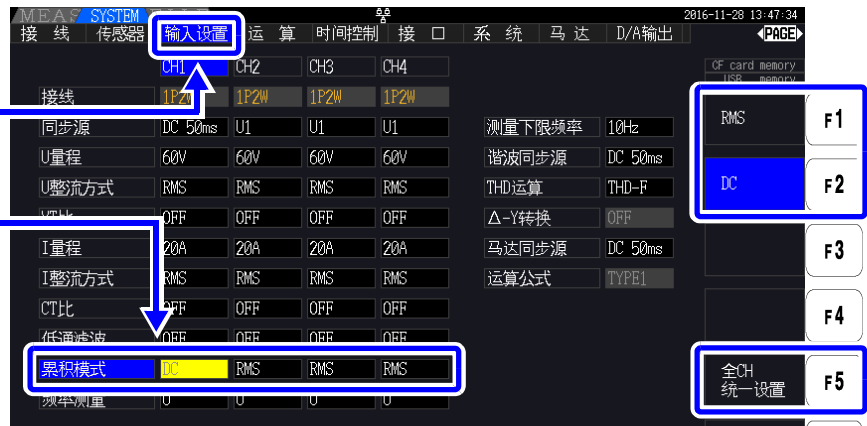 MEAS SYSTEM 2016-11-28 13:47:34
接 线 传感器 输入设置 运 算 时间控制 接 口 系 统 马 达 D/A输出 ◀PAGE▶
CH1 CH2 CH3 CH4 CF card memory
USB memory
接线 1P2W 1P2W 1P2W 1P2W
同步源 DC 50ms U1 U1 U1 测量下限频率 10Hz RMS F1
U量程 60V 60V 60V 60V 谐波同步源 DC 50ms
U整流方式 RMS RMS RMS RMS THD运算 THD-F DC F2
VT比 OFF OFF OFF OFF Δ-Y转换 OFF
I量程 20A 20A 20A 20A 马达同步源 DC 50ms F3
I整流方式 RMS RMS RMS RMS 运算公式 TYPE1
CT比 OFF OFF OFF OFF F4
低通滤波 OFF OFF OFF OFF
累积模式 DC RMS RMS RMS 全CH
统一设置 F5
频率测量 U U U U